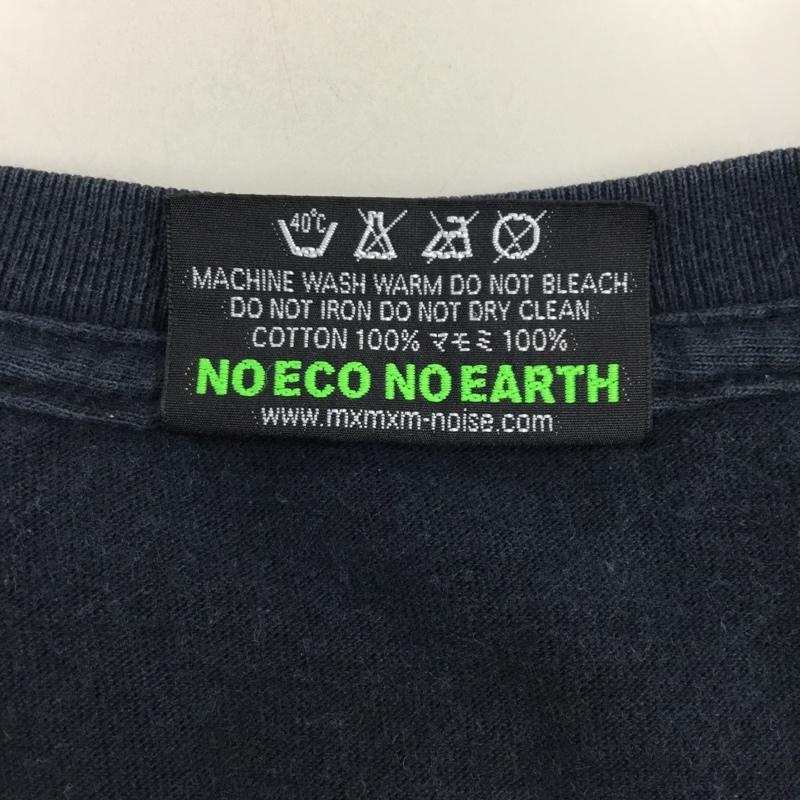 40°C
MACHINE WASH WARM DO NOT BLEACH
DO NOT IRON DO NOT DRY CLEAN
COTTON 100% マモミ 100%
NO ECO NO EARTH
www.mxmxm-noise.com